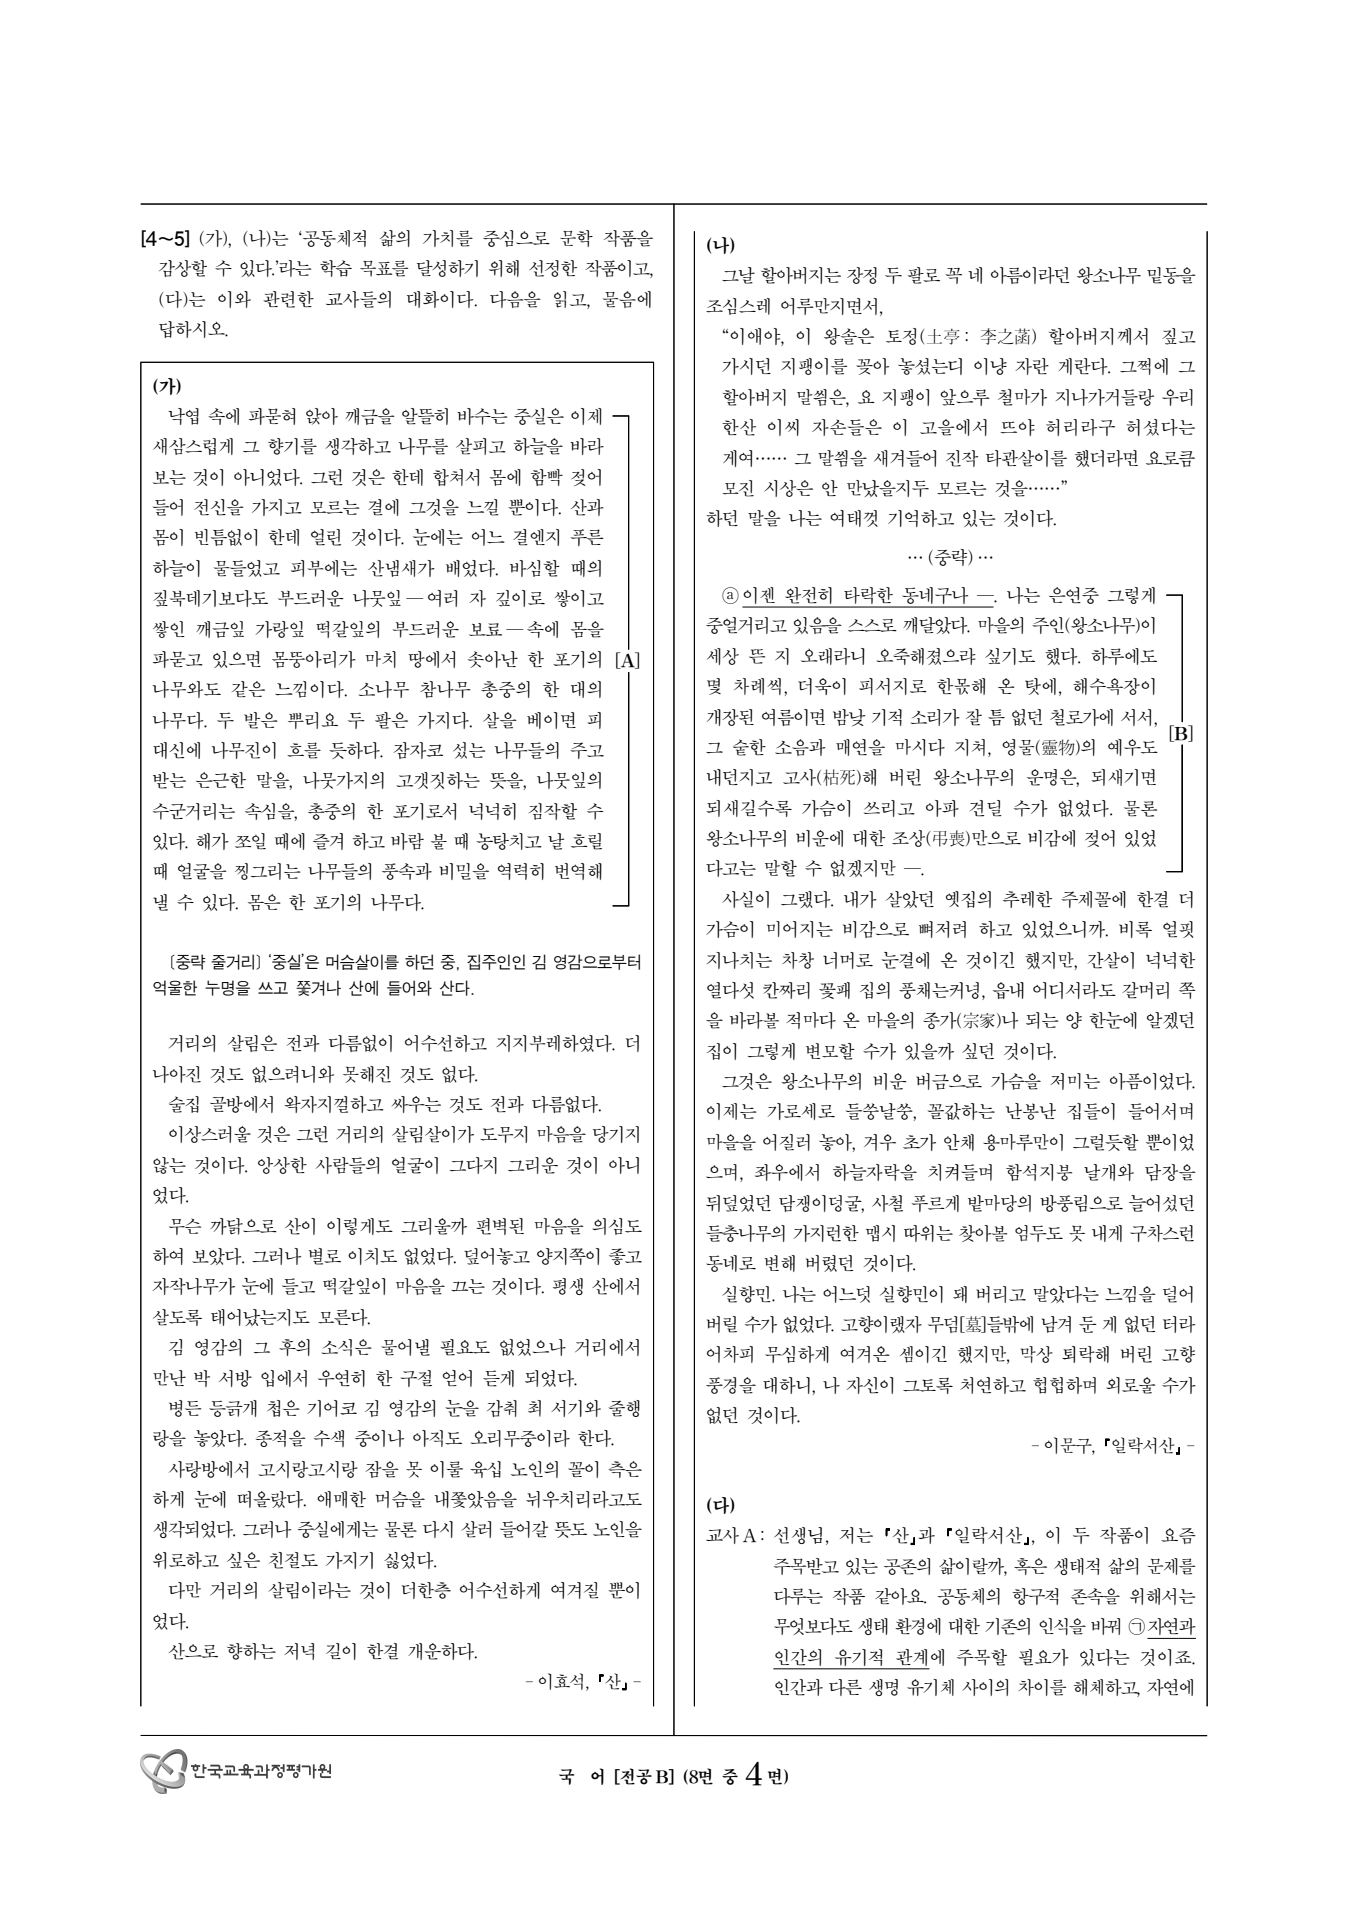 [4～5] (가), (나)는 ‘공동체적 삶의 가치를 중심으로 문학 작품을
감상할 수 있다.’라는 학습 목표를 달성하기 위해 선정한 작품이고,
(다)는 이와 관련한 교사들의 대화이다. 다음을 읽고, 물음에
답하시오.
(가)
낙엽 속에 파묻혀 앉아 깨금을 알뜰히 바수는 중실은 이제
새삼스럽게 그 향기를 생각하고 나무를 살피고 하늘을 바라
보는 것이 아니었다. 그런 것은 한데 합쳐서 몸에 함빡 젖어
들어 전신을 가지고 모르는 결에 그것을 느낄 뿐이다. 산과
몸이 빈틈없이 한데 얼린 것이다. 눈에는 어느 결엔지 푸른
하늘이 물들었고 피부에는 산냄새가 배었다. 바심할 때의
짚북데기보다도 부드러운 나뭇잎 ― 여러 자 깊이로 쌓이고
쌓인 깨금잎 가랑잎 떡갈잎의 부드러운 보료 ― 속에 몸을
파묻고 있으면 몸뚱아리가 마치 땅에서 솟아난 한 포기의 [A]
나무와도 같은 느낌이다. 소나무 참나무 총중의 한 대의
나무다. 두 발은 뿌리요 두 팔은 가지다. 살을 베이면 피
대신에 나무진이 흐를 듯하다. 잠자코 섰는 나무들의 주고
받는 은근한 말을, 나뭇가지의 고갯짓하는 뜻을, 나뭇잎의
수군거리는 속심을, 총중의 한 포기로서 넉넉히 짐작할 수
있다. 해가 쪼일 때에 즐겨 하고 바람 불 때 농탕치고 날 흐릴
때 얼굴을 찡그리는 나무들의 풍속과 비밀을 역력히 번역해
낼 수 있다. 몸은 한 포기의 나무다.
〔중략 줄거리〕 ‘중실’은 머슴살이를 하던 중, 집주인인 김 영감으로부터
억울한 누명을 쓰고 쫓겨나 산에 들어와 산다.
거리의 살림은 전과 다름없이 어수선하고 지지부레하였다. 더
나아진 것도 없으려니와 못해진 것도 없다.
술집 골방에서 왁자지껄하고 싸우는 것도 전과 다름없다.
이상스러울 것은 그런 거리의 살림살이가 도무지 마음을 당기지
않는 것이다. 앙상한 사람들의 얼굴이 그다지 그리운 것이 아니
었다.
무슨 까닭으로 산이 이렇게도 그리울까 편벽된 마음을 의심도
하여 보았다. 그러나 별로 이치도 없었다. 덮어놓고 양지쪽이 좋고
자작나무가 눈에 들고 떡갈잎이 마음을 끄는 것이다. 평생 산에서
살도록 태어났는지도 모른다.
김 영감의 그 후의 소식은 물어낼 필요도 없었으나 거리에서
만난 박 서방 입에서 우연히 한 구절 얻어 듣게 되었다.
병든 등긁개 첩은 기어코 김 영감의 눈을 감춰 최 서기와 줄행
랑을 놓았다. 종적을 수색 중이나 아직도 오리무중이라 한다.
사랑방에서 고시랑고시랑 잠을 못 이룰 육십 노인의 꼴이 측은
하게 눈에 떠올랐다. 애매한 머슴을 내쫓았음을 뉘우치리라고도
생각되었다. 그러나 중실에게는 물론 다시 살러 들어갈 뜻도 노인을
위로하고 싶은 친절도 가지기 싫었다.
다만 거리의 살림이라는 것이 더한층 어수선하게 여겨질 뿐이
었다.
산으로 향하는 저녁 길이 한결 개운하다.
- 이효석, 『산』 -
(나)
그날 할아버지는 장정 두 팔로 꼭 네 아름이라던 왕소나무 밑동을
조심스레 어루만지면서,
“이애야, 이 왕솔은 토정(土亭 : 李之菡) 할아버지께서 짚고
가시던 지팽이를 꽂아 놓셨는디 이냥 자란 게란다. 그쩍에 그
할아버지 말씀은, 요 지팽이 앞으루 철마가 지나가거들랑 우리
한산 이씨 자손들은 이 고을에서 뜨야 허리라구 허셨다는
게여…… 그 말씀을 새겨들어 진작 타관살이를 했더라면 요로큼
모진 시상은 안 만났을지두 모르는 것을……”
하던 말을 나는 여태껏 기억하고 있는 것이다.
… (중략) …
ⓐ 이젠 완전히 타락한 동네구나 ―. 나는 은연중 그렇게
중얼거리고 있음을 스스로 깨달았다. 마을의 주인(왕소나무)이
세상 뜬 지 오래라니 오죽해졌으랴 싶기도 했다. 하루에도
몇 차례씩, 더욱이 피서지로 한몫해 온 탓에, 해수욕장이
개장된 여름이면 밤낮 기적 소리가 잘 틈 없던 철로가에 서서,
그 숱한 소음과 매연을 마시다 지쳐, 영물(靈物)의 예우도 [B]
내던지고 고사(枯死)해 버린 왕소나무의 운명은, 되새기면
되새길수록 가슴이 쓰리고 아파 견딜 수가 없었다. 물론
왕소나무의 비운에 대한 조상(弔喪)만으로 비감에 젖어 있었
다고는 말할 수 없겠지만 ―.
사실이 그랬다. 내가 살았던 옛집의 추레한 주제꼴에 한결 더
가슴이 미어지는 비감으로 뼈저려 하고 있었으니까. 비록 얼핏
지나치는 차창 너머로 눈결에 온 것이긴 했지만, 간살이 넉넉한
열다섯 칸짜리 꽃패 집의 풍채는커녕, 읍내 어디서라도 갈머리 쪽
을 바라볼 적마다 온 마을의 종가(宗家)나 되는 양 한눈에 알겠던
집이 그렇게 변모할 수가 있을까 싶던 것이다.
그것은 왕소나무의 비운 버금으로 가슴을 저미는 아픔이었다.
이제는 가로세로 들쑹날쑹, 꼴값하는 난봉난 집들이 들어서며
마을을 어질러 놓아, 겨우 초가 안채 용마루만이 그럴듯할 뿐이었
으며, 좌우에서 하늘자락을 치켜들며 함석지붕 날개와 담장을
뒤덮었던 담쟁이덩굴, 사철 푸르게 밭마당의 방풍림으로 늘어섰던
들충나무의 가지런한 맵시 따위는 찾아볼 엄두도 못 내게 구차스런
동네로 변해 버렸던 것이다.
실향민. 나는 어느덧 실향민이 돼 버리고 말았다는 느낌을 덜어
버릴 수가 없었다. 고향이랬자 무덤[墓]들밖에 남겨 둔 게 없던 터라
어차피 무심하게 여겨온 셈이긴 했지만, 막상 퇴락해 버린 고향
풍경을 대하니, 나 자신이 그토록 처연하고 헙헙하며 외로울 수가
없던 것이다.
- 이문구, 『일락서산』 -
(다)
교사 A : 선생님, 저는 『산』과 『일락서산』, 이 두 작품이 요즘
주목받고 있는 공존의 삶이랄까, 혹은 생태적 삶의 문제를
다루는 작품 같아요. 공동체의 항구적 존속을 위해서는
무엇보다도 생태 환경에 대한 기존의 인식을 바꿔 ㉠ 자연과
인간의 유기적 관계에 주목할 필요가 있다는 것이죠.
인간과 다른 생명 유기체 사이의 차이를 해체하고, 자연에
한국교육과정평가원
국 어 [전공 B] (8면 중 4 면)